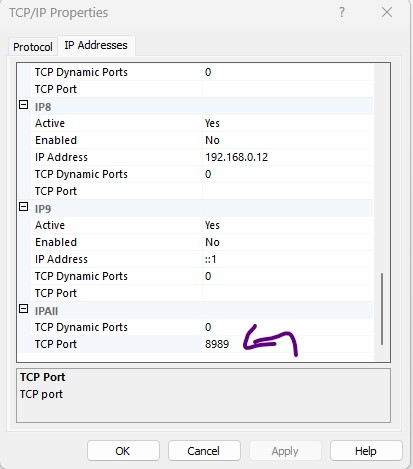 TCP/IP Properties
? ×
Protocol IP Addresses
TCP Dynamic Ports 0
TCP Port
IP8
Active Yes
Enabled No
IP Address 192.168.0.12
TCP Dynamic Ports 0
TCP Port
IP9
Active Yes
Enabled No
IP Address ::1
TCP Dynamic Ports 0
TCP Port
IPAll
TCP Dynamic Ports 0
TCP Port 8989
TCP Port
TCP port
OK Cancel Apply Help